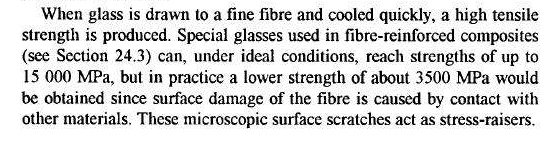 When glass is drawn to a fine fibre and cooled quickly, a high tensile
strength is produced. Special glasses used in fibre-reinforced composites
(see Section 24.3) can, under ideal conditions, reach strengths of up to
15 000 MPa, but in practice a lower strength of about 3500 MPa would
be obtained since surface damage of the fibre is caused by contact with
other materials. These microscopic surface scratches act as stress-raisers.